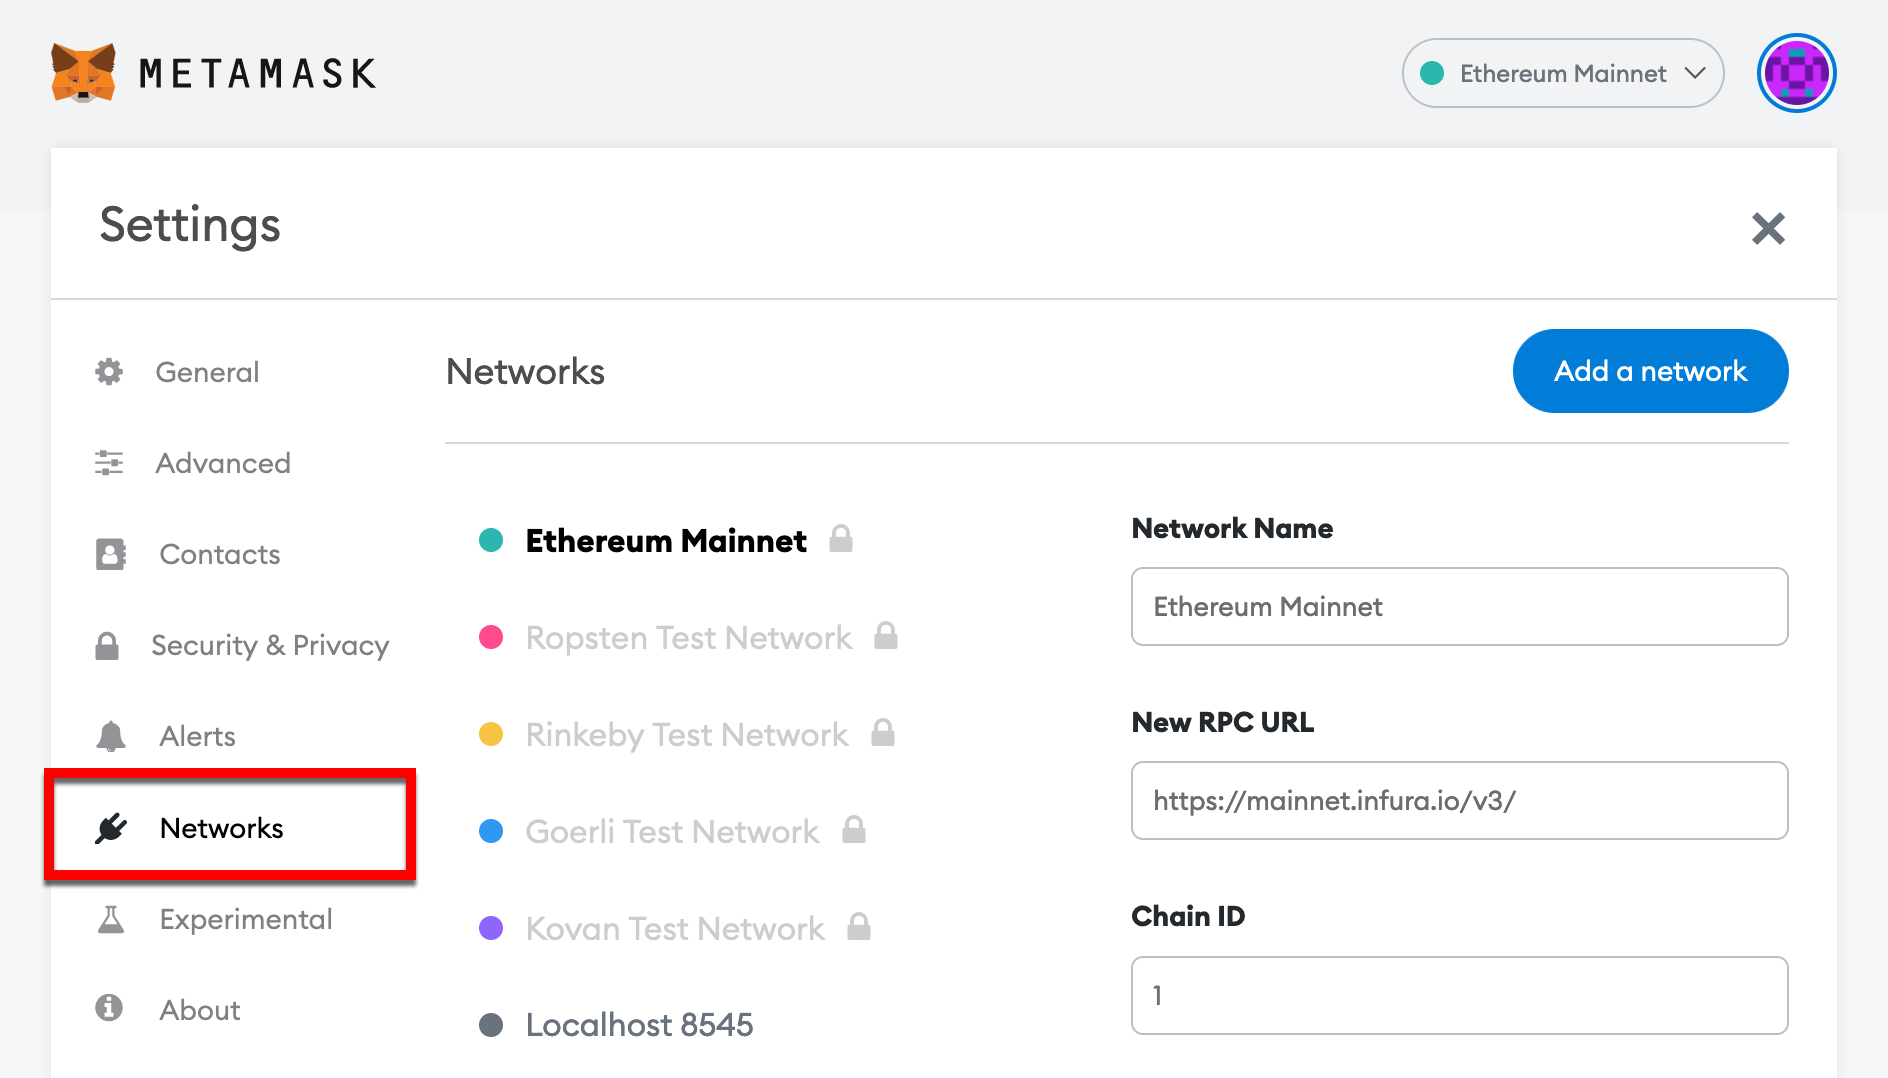 METAMASK
Ethereum Mainnet
Settings
General
Advanced
Contacts
Security & Privacy
Alerts
Networks
Experimental
About
Networks
Add a network
Ethereum Mainnet
Ropsten Test Network
Rinkeby Test Network
Goerli Test Network
Kovan Test Network
Localhost 8545
Network Name
Ethereum Mainnet
New RPC URL
https://mainnet.infura.io/v3/
Chain ID
1